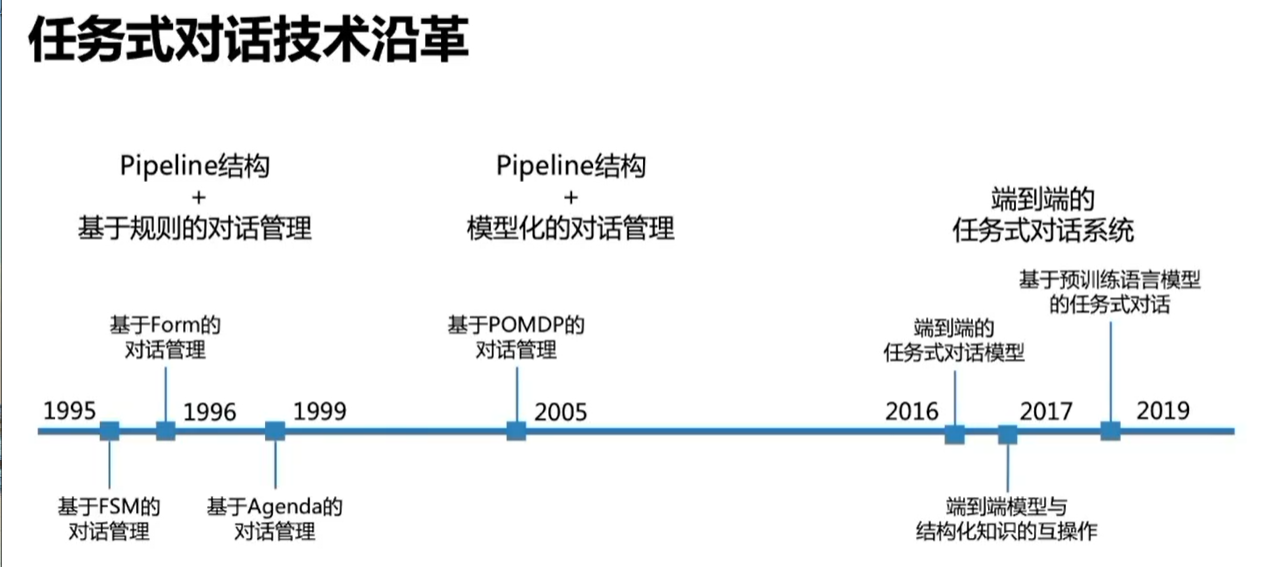 任务式对话技术沿革
Pipeline结构
+
基于规则的对话管理
Pipeline结构
+
模型化的对话管理
端到端的
任务式对话系统
基于预训练语言模型
的任务式对话
基于Form的
对话管理
基于POMDP的
对话管理
端到端的
任务式对话模型
1995
1996
1999
2005
2016
2017
2019
基于FSM的
对话管理
基于Agenda的
对话管理
端到端模型与
结构化知识的互操作